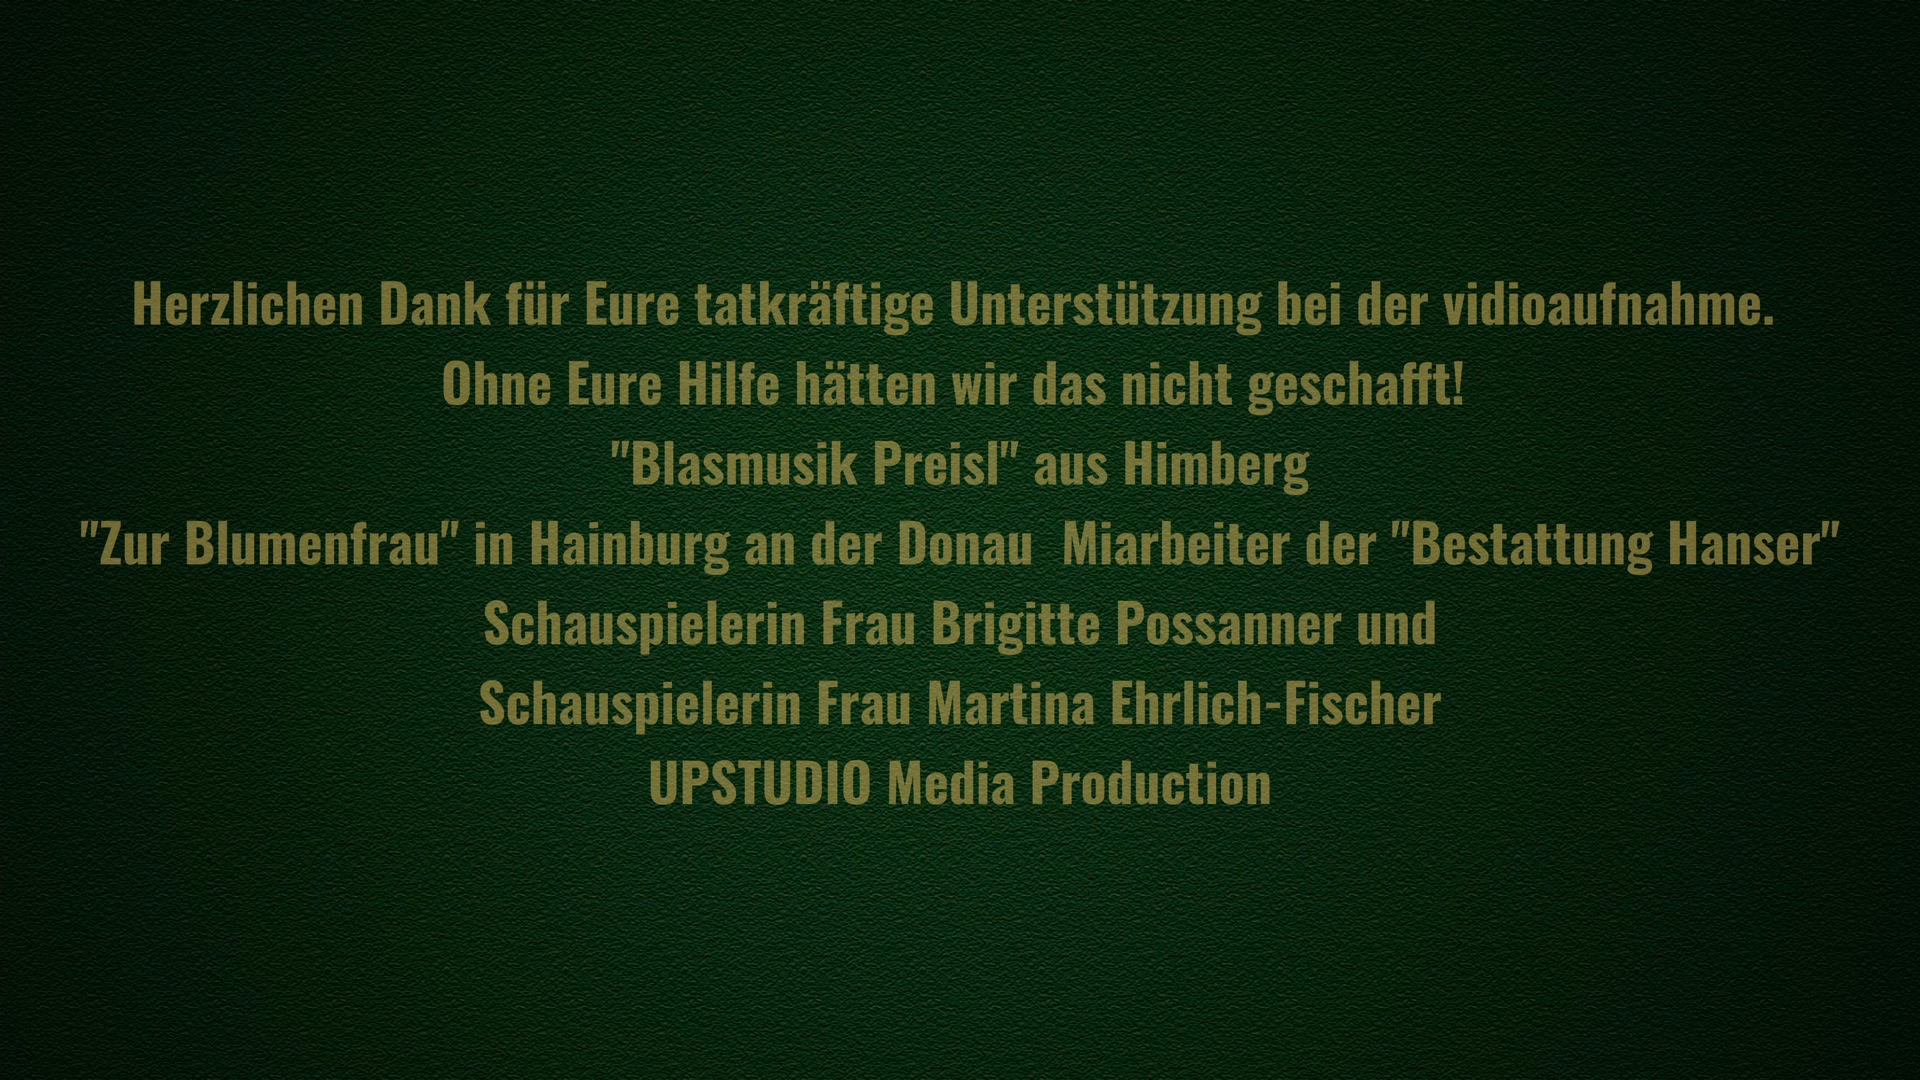 Herzlichen Dank für Eure tatkräftige Unterstützung bei der vidioaufnahme.
Ohne Eure Hilfe hätten wir das nicht geschafft!
"Blasmusik Preisl" aus Himberg
"Zur Blumenfrau" in Hainburg an der Donau  Miarbeiter der "Bestattung Hanser"
Schauspielerin Frau Brigitte Possanner und
Schauspielerin Frau Martina Ehrlich-Fischer
UPSTUDIO Media Production